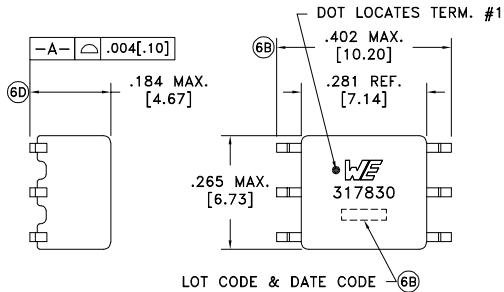 DOT LOCATES TERM. #1
-A- ⌓ .004[.10]
6B .402 MAX.
[10.20]
6D .184 MAX.
[4.67]
.281 REF.
[7.14]
.265 MAX.
[6.73]
WE
317830
LOT CODE & DATE CODE 6B